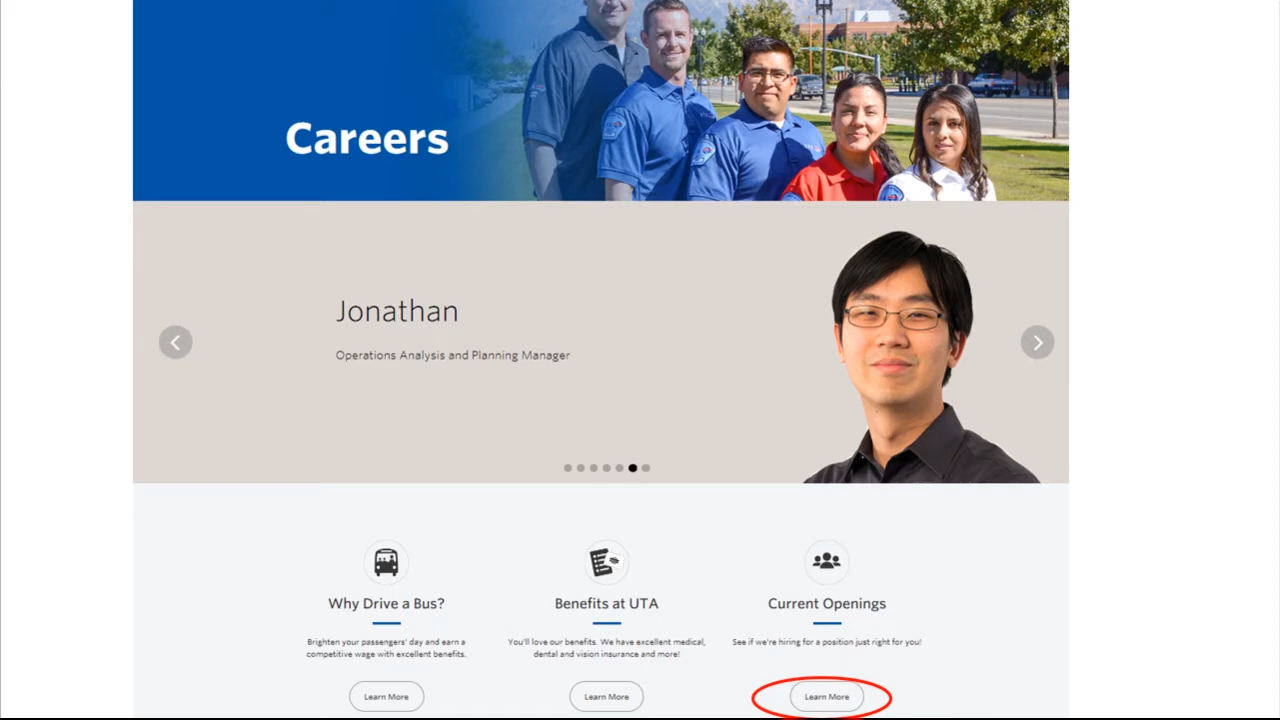 Careers
Jonathan
Operations Analysis and Planning Manager
Why Drive a Bus?
Brighten your passengers' day and earn a
competitive wage with excellent benefits.
Learn More
Benefits at UTA
You'll love our benefits. We have excellent medical,
dental and vision insurance and more!
Learn More
Current Openings
See if we're hiring for a position just right for you!
Learn More